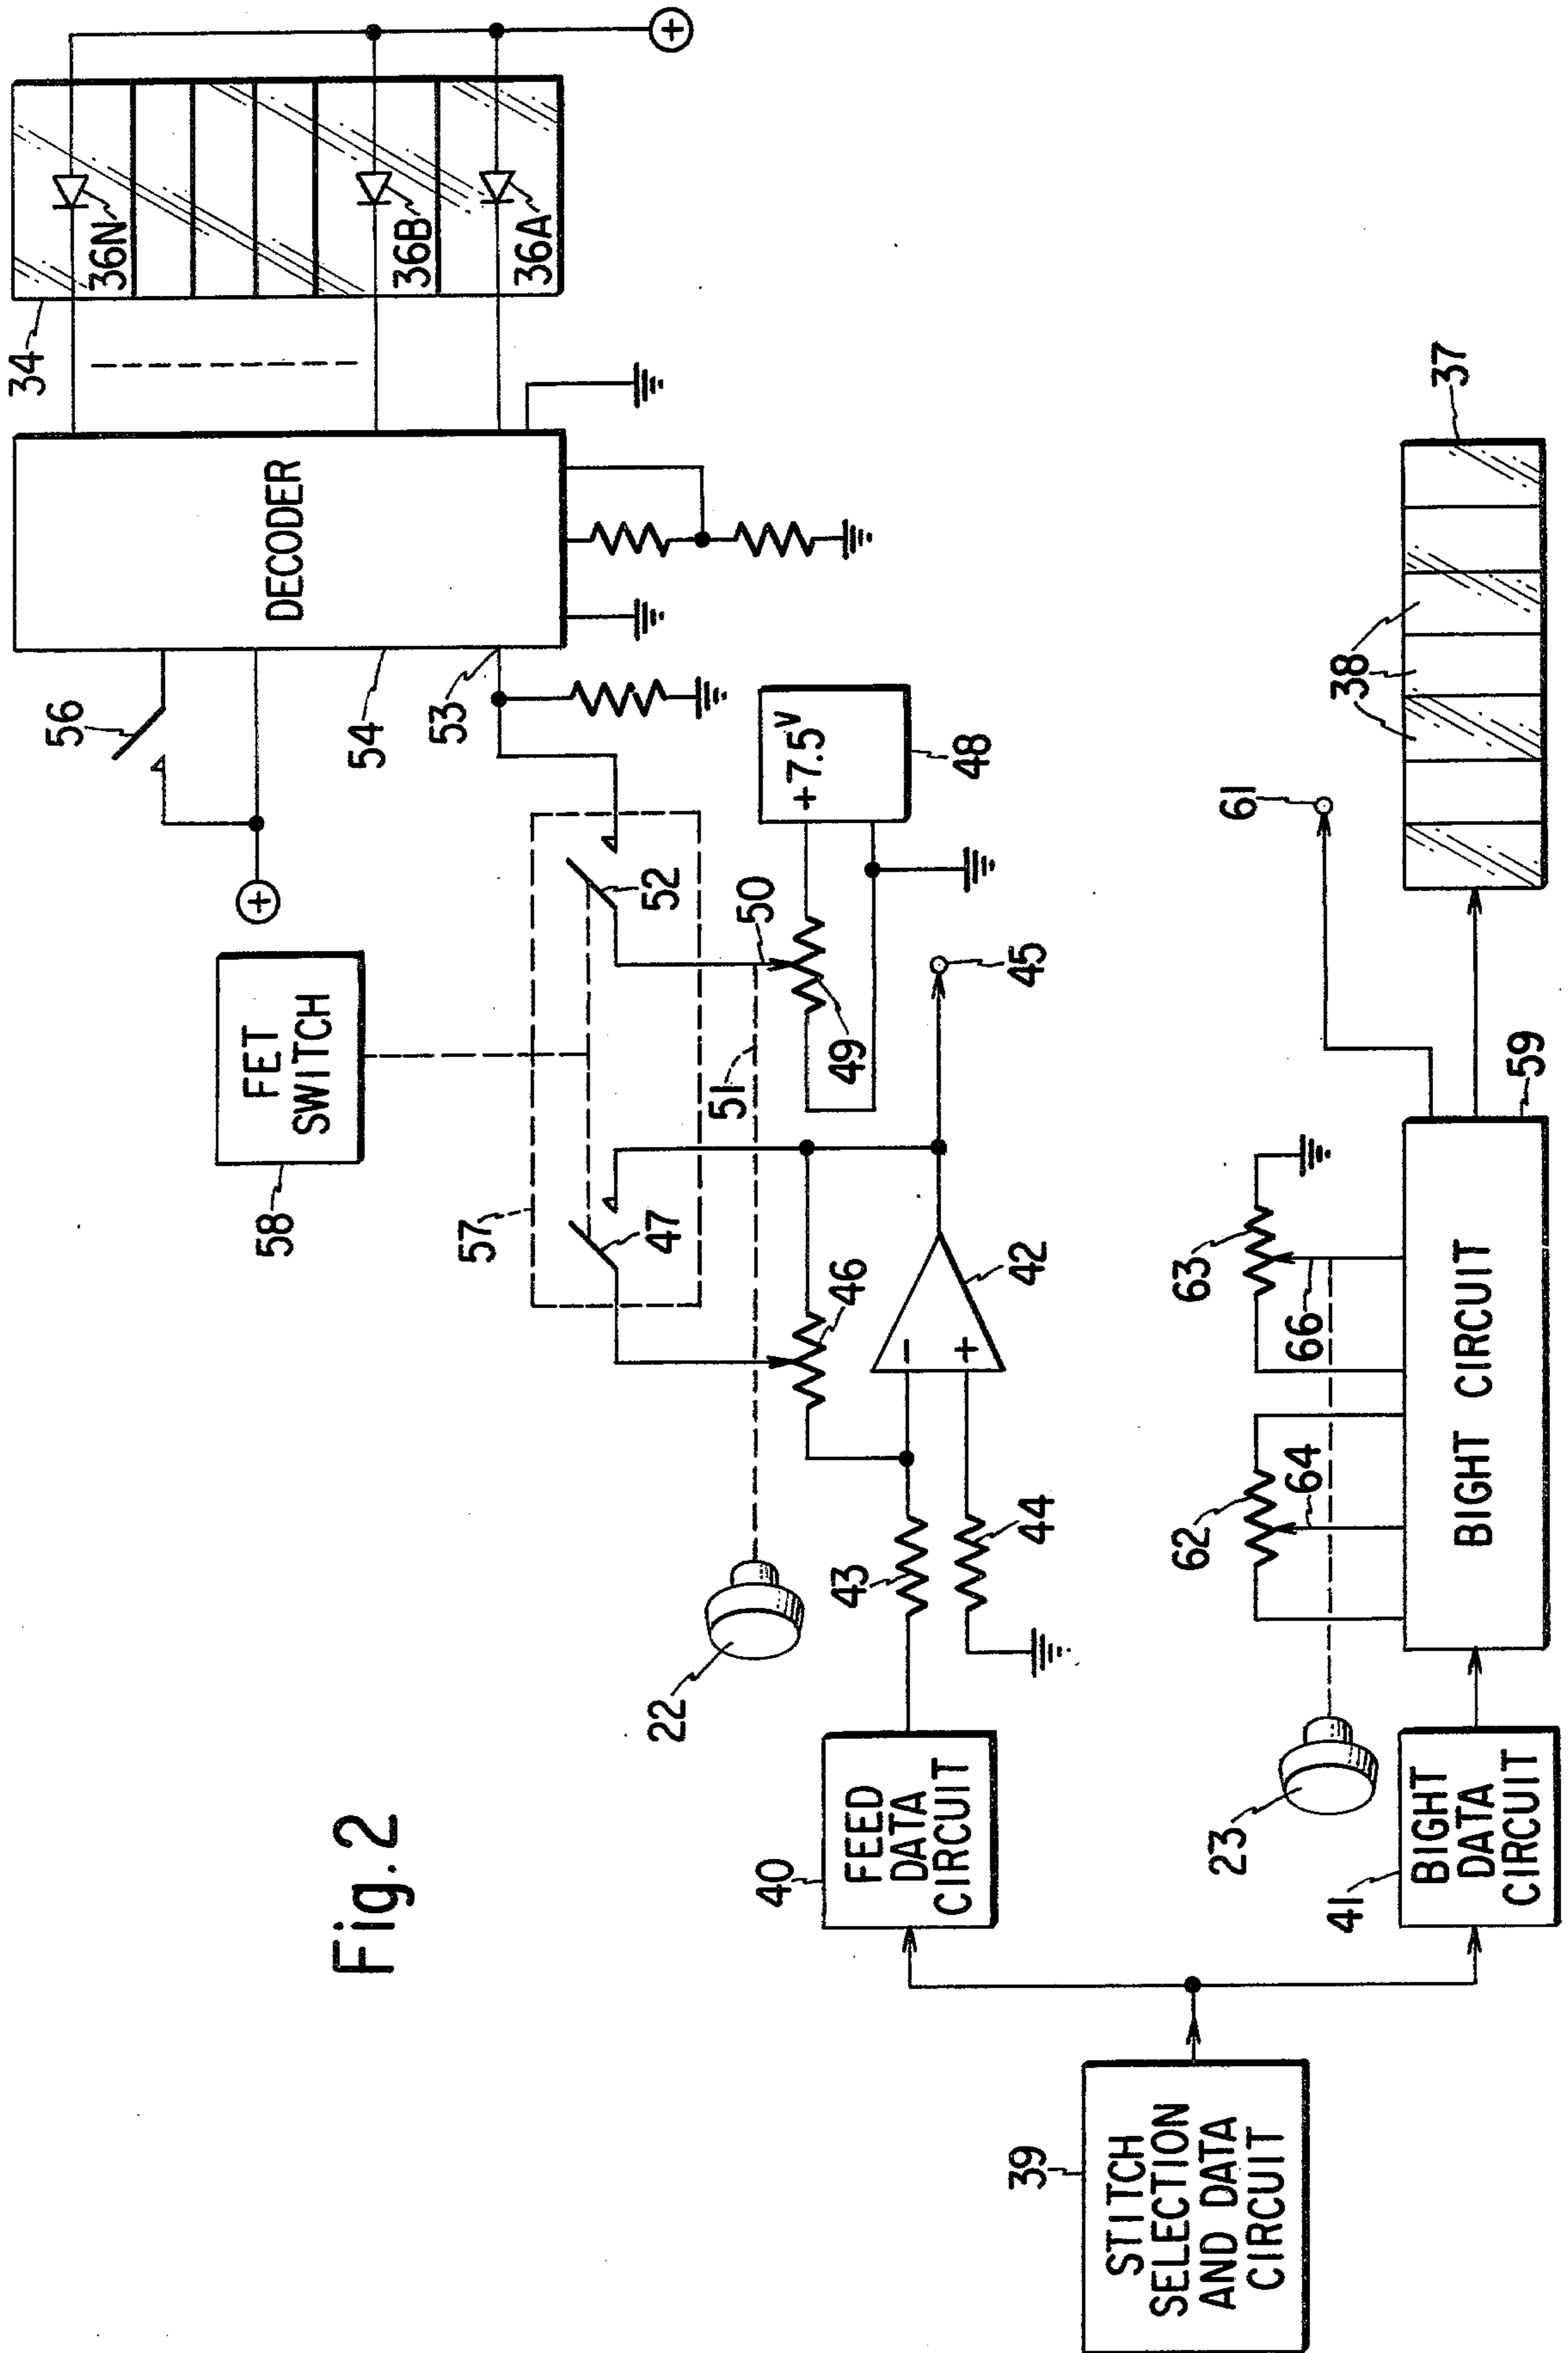 Fig. 2
39
STITCH
SELECTION
AND DATA
CIRCUIT
40
FEED
DATA
CIRCUIT
41
BIGHT
DATA
CIRCUIT
22
23
43
44
-
+
42
46
45
47
57
58
FET
SWITCH
51
52
50
49
+7.5V
48
56
+
54
53
DECODER
34
36N
36B
36A
+
62
64
63
66
BIGHT CIRCUIT
59
61
38
37